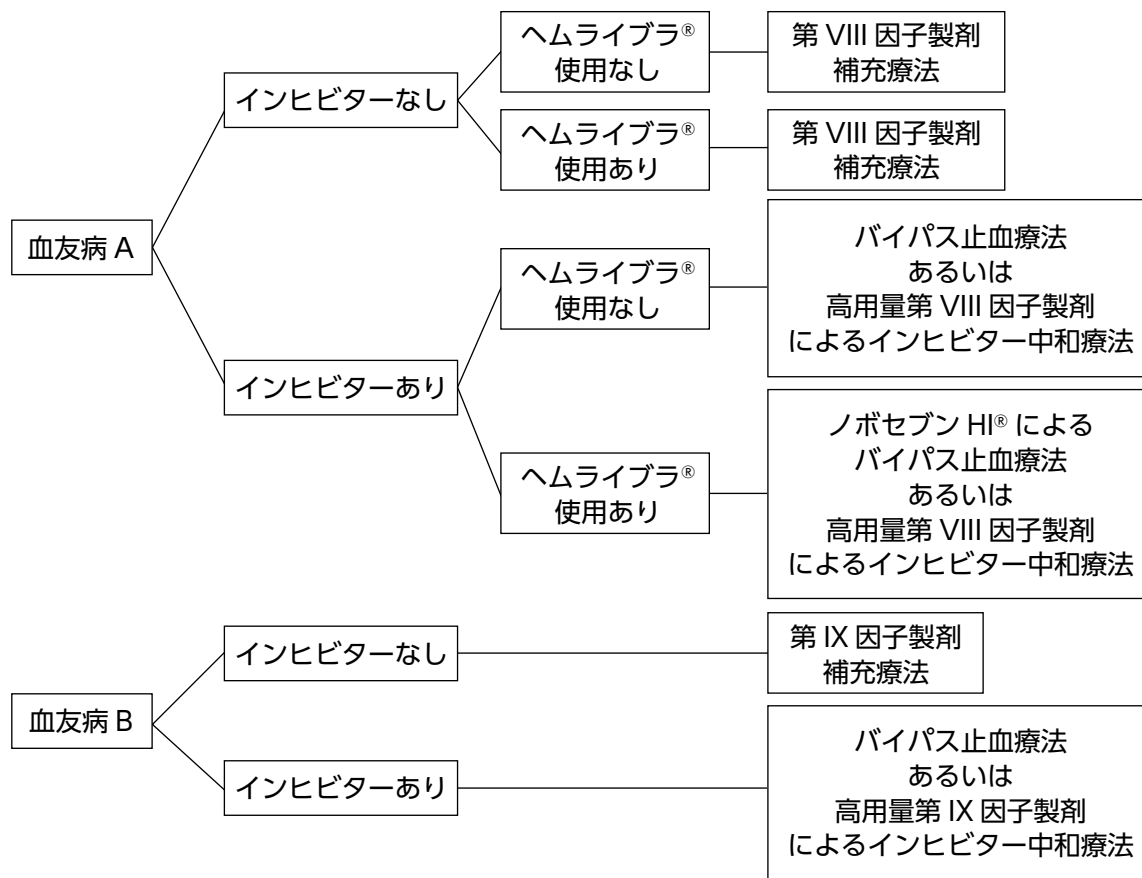 ヘムライブラ®
使用なし
第 VIII 因子製剤
補充療法
インヒビターなし
ヘムライブラ®
使用あり
第 VIII 因子製剤
補充療法
血友病 A
ヘムライブラ®
使用なし
バイパス止血療法
あるいは
高用量第 VIII 因子製剤
によるインヒビター中和療法
インヒビターあり
ヘムライブラ®
使用あり
ノボセブン HI® による
バイパス止血療法
あるいは
高用量第 VIII 因子製剤
によるインヒビター中和療法
血友病 B
インヒビターなし
第 IX 因子製剤
補充療法
インヒビターあり
バイパス止血療法
あるいは
高用量第 IX 因子製剤
によるインヒビター中和療法